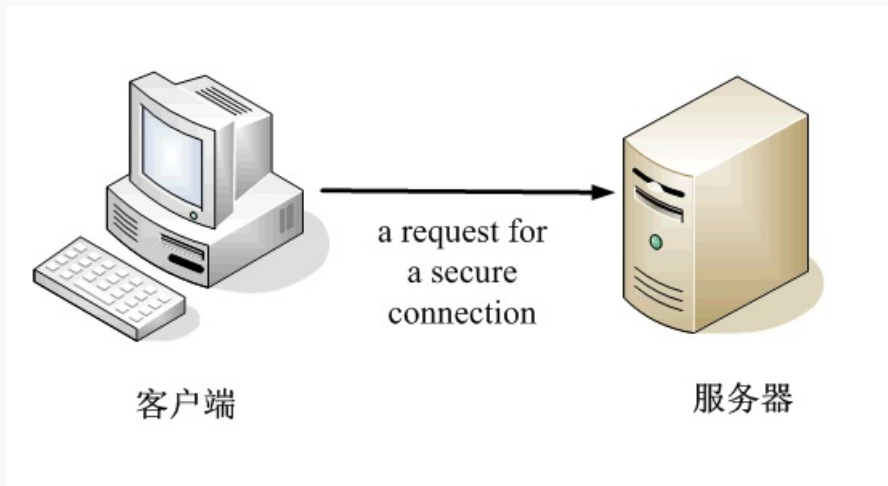 a request for
a secure
connection
客户端
服务器